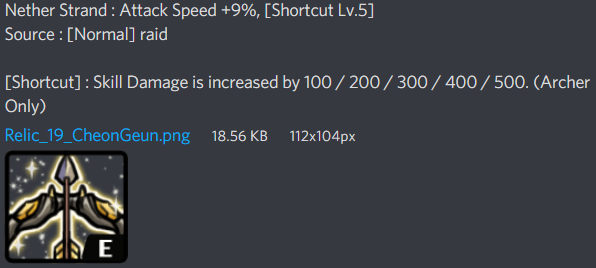 Nether Strand : Attack Speed +9%, [Shortcut Lv.5]
Source : [Normal] raid
[Shortcut] : Skill Damage is increased by 100 / 200 / 300 / 400 / 500. (Archer
Only)
Relic_19_CheonGeun.png 18.56 KB 112x104px
E